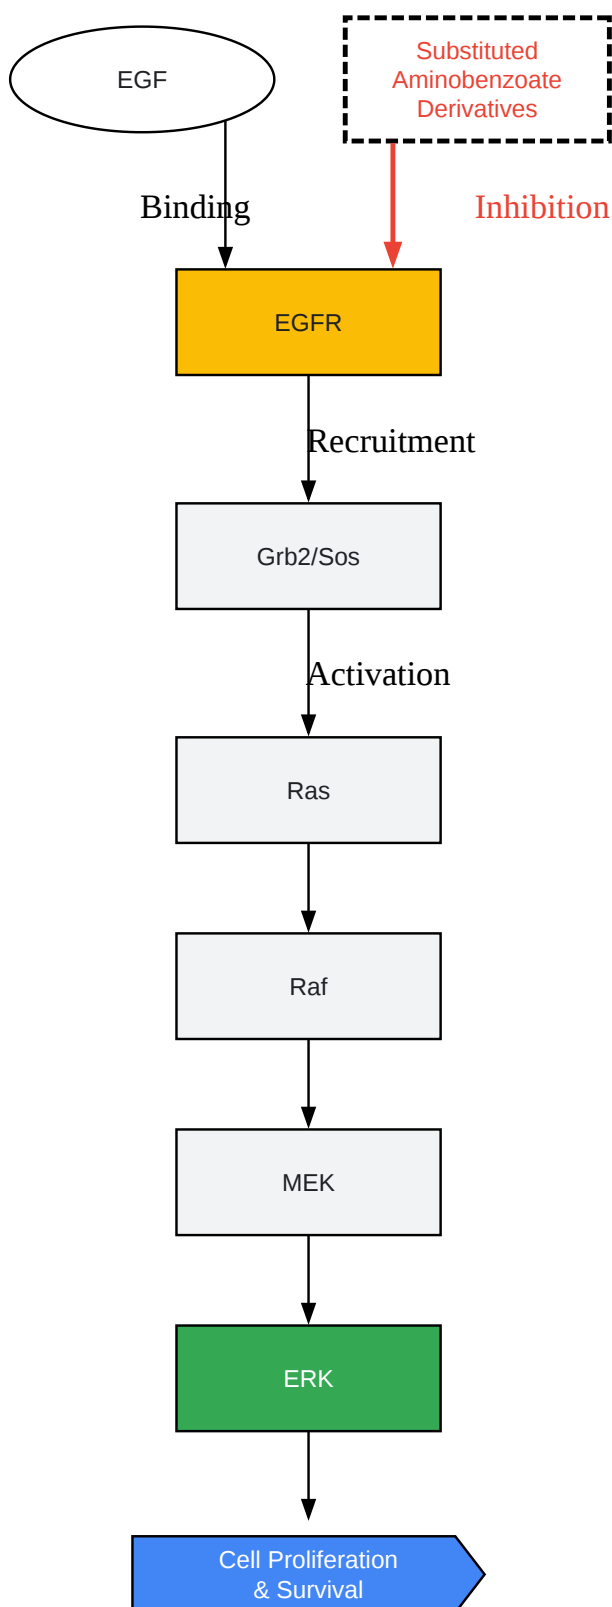 EGF
Substituted
Aminobenzoate
Derivatives
Binding
Inhibition
EGFR
Recruitment
Grb2/Sos
Activation
Ras
Raf
MEK
ERK
Cell Proliferation
& Survival